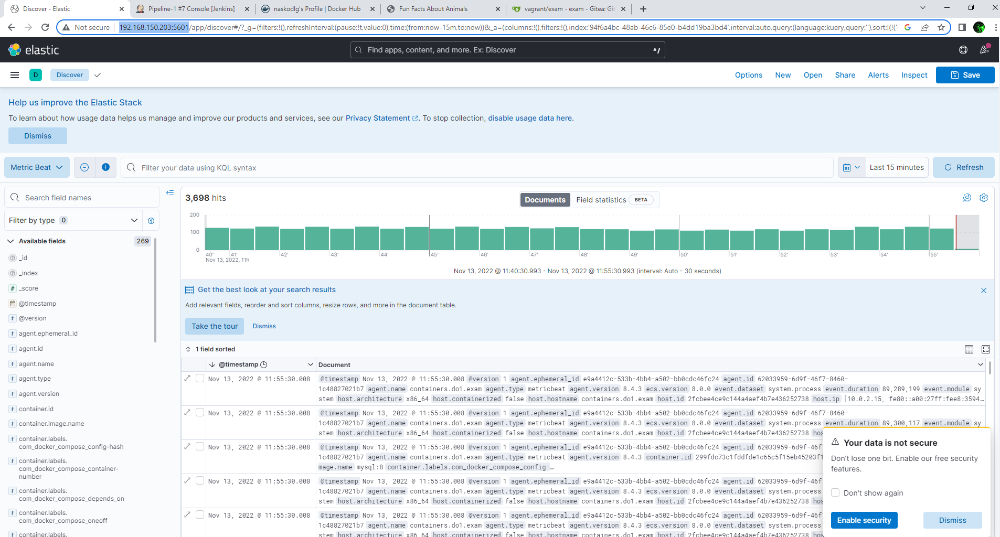 Discover - Elastic
Pipeline-1 #7 Console [Jenkins]
naskodlg's Profile | Docker Hub
Fun Facts About Animals
vagrant/exam - exam - Gitea: Git
Not secure
192.168.150.203:5601/app/discover#/?_g=(filters:!(),refreshInterval:(pause:!t,value:0),time:(from:now-15m,to:now))&_a=(columns:!(),filters:!(),index:'94f6a4bc-48ab-46c6-85e0-b4dd19ba3bd4',interval:auto,query:(language:kuery,query:''),sort:!(!('
elastic
Find apps, content, and more. Ex: Discover
^/
D
Discover
Options
New
Open
Share
Alerts
Inspect
Save
Help us improve the Elastic Stack
To learn about how usage data helps us manage and improve our products and services, see our Privacy Statement. To stop collection, disable usage data here.
Dismiss
Metric Beat
Filter your data using KQL syntax
Last 15 minutes
Refresh
Search field names
Filter by type 0
Available fields 269
_id
_index
_score
@timestamp
@version
agent.ephemeral_id
agent.id
agent.name
agent.type
agent.version
container.id
container.image.name
container.labels.
com_docker_compose_config-hash
container.labels.
com_docker_compose_container-
number
container.labels.
com_docker_compose_depends_on
container.labels.
com_docker_compose_oneoff
container.labels.
3,698 hits
Documents
Field statistics BETA
200
100
0
40' 41' 42' 43' 44' 45' 46' 47' 48' 49' 50' 51' 52' 53' 54' 55'
Nov 13, 2022, 11h
Nov 13, 2022 @ 11:40:30.993 - Nov 13, 2022 @ 11:55:30.993 (interval: Auto - 30 seconds)
Get the best look at your search results
Add relevant fields, reorder and sort columns, resize rows, and more in the document table.
Take the tour
Dismiss
1 field sorted
@timestamp
Document
Nov 13, 2022 @ 11:55:30.008
@timestamp Nov 13, 2022 @ 11:55:30.008 @version 1 agent.ephemeral_id e9a4412c-533b-4bb4-a502-bb0cdc46fc24 agent.id 62033959-6d9f-46f7-8460-
1c48827021b7 agent.name containers.do1.exam agent.type metricbeat agent.version 8.4.3 ecs.version 8.0.0 event.dataset system.process event.duration 89,289,199 event.module sy
stem host.architecture x86_64 host.containerized false host.hostname containers.do1.exam host.id 2fcbee4ce9c144a4aef4b7e436252738 host.ip [10.0.2.15, fe80::a00:27ff:fee8:3594…
Nov 13, 2022 @ 11:55:30.008
@timestamp Nov 13, 2022 @ 11:55:30.008 @version 1 agent.ephemeral_id e9a4412c-533b-4bb4-a502-bb0cdc46fc24 agent.id 62033959-6d9f-46f7-8460-
1c48827021b7 agent.name containers.do1.exam agent.type metricbeat agent.version 8.4.3 ecs.version 8.0.0 event.dataset system.process event.duration 89,300,117 event.module sy
stem host.architecture x86_64 host.containerized false host.hostname containers.do1.exam host.id 2fcbee4ce9c144a4aef4b7e436252738 hos
Nov 13, 2022 @ 11:55:30.008
@timestamp Nov 13, 2022 @ 11:55:30.008 @version 1 agent.ephemeral_id e9a4412c-533b-4bb4-a502-bb0cdc46fc24 agent.id 62033959-6d9f-46f
1c48827021b7 agent.name containers.do1.exam agent.type metricbeat agent.version 8.4.3 container.id 299fdc73c1fddfde1c65c5f15eb45203f1
mage.name mysql:8 container.labels.com_docker_compose_config-…
Nov 13, 2022 @ 11:55:30.008
@timestamp Nov 13, 2022 @ 11:55:30.008 @version 1 agent.ephemeral_id e9a4412c-533b-4bb4-a502-bb0cdc46fc24 agent.id 62033959-6d9f-46f
1c48827021b7 agent.name containers.do1.exam agent.type metricbeat agent.version 8.4.3 ecs.version 8.0.0 event.dataset system.process
stem host.architecture x86_64 host.containerized false host.hostname containers.do1.exam host.id 2fcbee4ce9c144a4aef4b7e436252738 hos
Nov 13, 2022 @ 11:55:30.008
@timestamp Nov 13, 2022 @ 11:55:30.008 @version 1 agent.ephemeral_id e9a4412c-533b-4bb4-a502-bb0cdc46fc24 agent.id 62033959-6d9f-46f
1c48827021b7 agent.name containers.do1.exam agent.type metricbeat agent.version 8.4.3 ecs.version 8.0.0 event.dataset system.process
stem host.architecture x86_64 host.containerized false host.hostname containers.do1.exam host.id 2fcbee4ce9c144a4aef4b7e436252738 hos
Your data is not secure
Don't lose one bit. Enable our free security
features.
Don't show again
Enable security
Dismiss